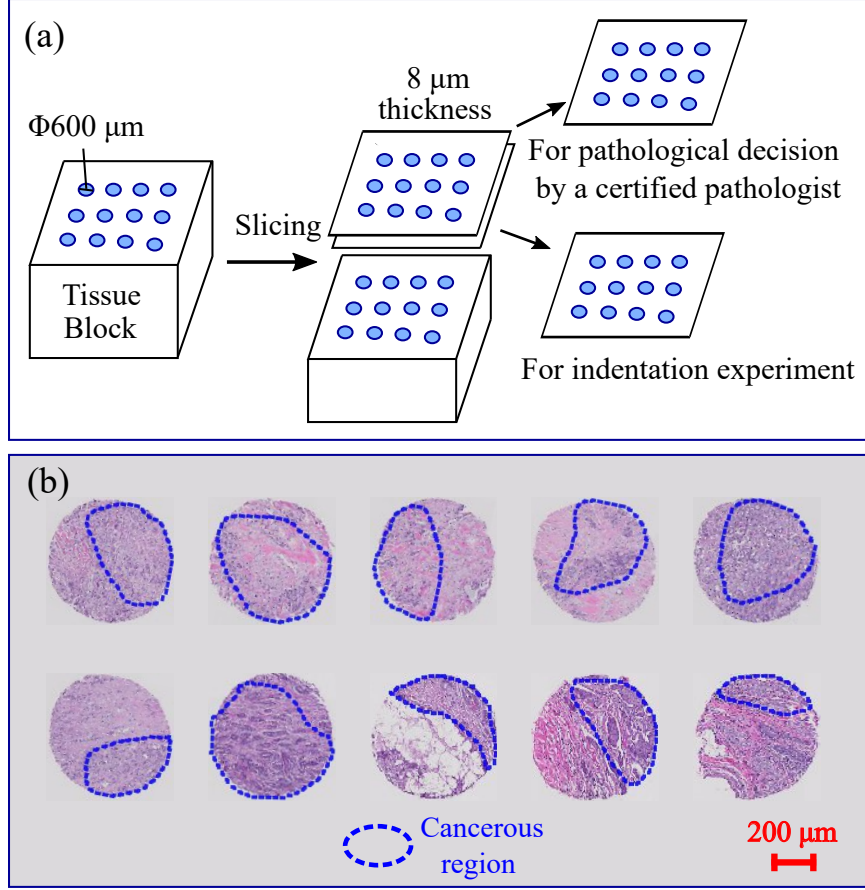 (a)
Φ600 μm
8 μm
thickness
Slicing
Tissue
Block
For pathological decision
by a certified pathologist
For indentation experiment
(b)
Cancerous
region
200 μm